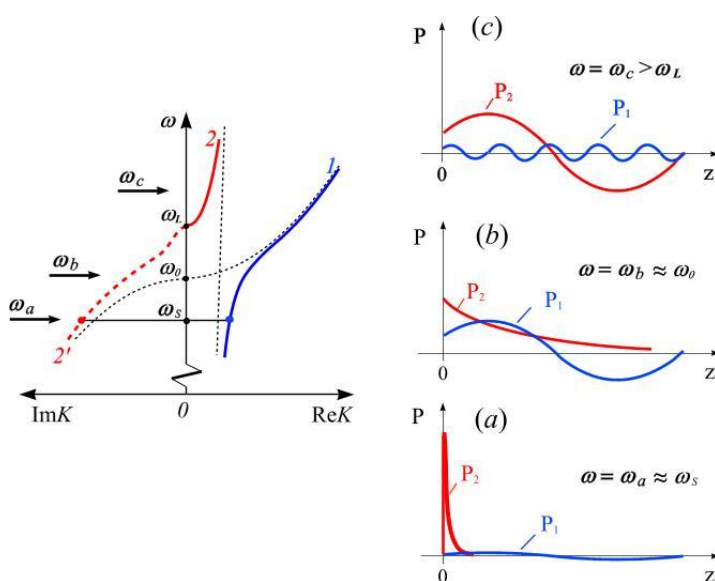 ω
2
1
ω_c
ω_L
ω_b
ω_0
ω_a
ω_S
2'
ImK
0
ReK
(c)
P
ω = ω_c > ω_L
P_2
P_1
0
z
(b)
P
ω = ω_b ≈ ω_0
P_2
P_1
0
z
(a)
P
ω = ω_a ≈ ω_s
P_2
P_1
0
z